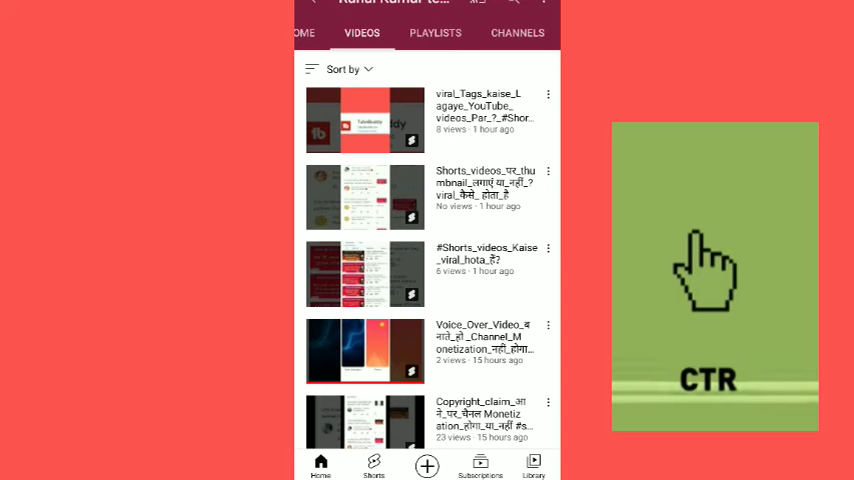 OME VIDEOS PLAYLISTS CHANNELS
Sort by
viral_Tags_kaise_L
agaye_YouTube_
videos_Par_?_#Shor...
8 views · 1 hour ago
Shorts_videos_पर_thu
mbnail_लगाएं या_नहीं_?
viral_कैसे_ होता_है
No views · 1 hour ago
#Shorts_videos_Kaise
_viral_hota_हैं?
6 views · 1 hour ago
Voice_Over_Video_ब
नाते_हो _Channel_M
onetization_नही_होगा...
2 views · 15 hours ago
Copyright_claim_आ
ने_पर_चैनल Monetiz
ation_होगा_या_नहीं #s...
23 views · 15 hours ago
Home Shorts Subscriptions Library
CTR